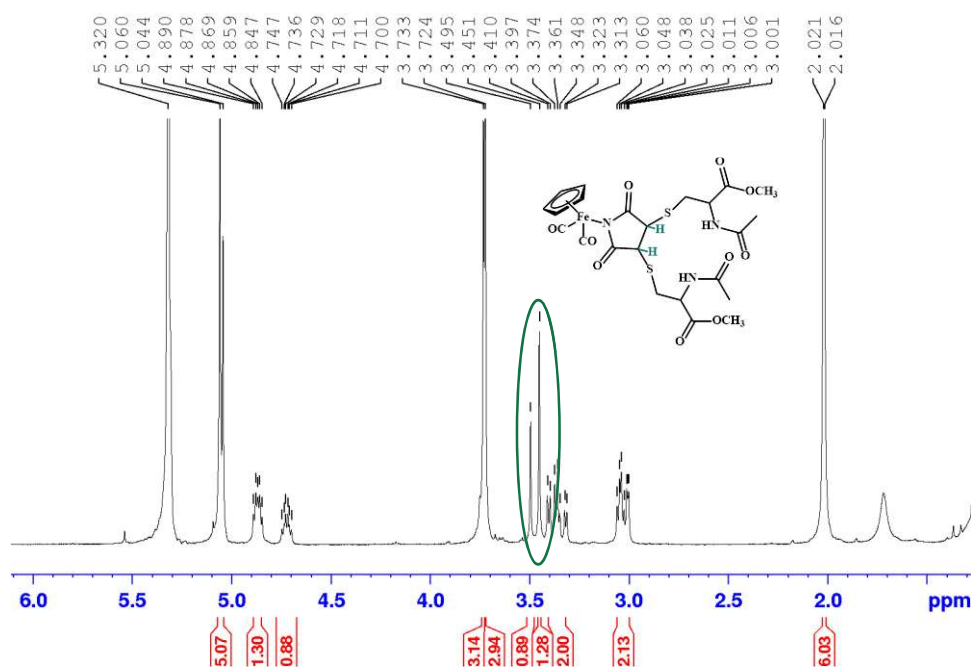 5.320
5.060
5.044
4.890
4.878
4.869
4.859
4.847
4.747
4.736
4.729
4.718
4.711
4.700
3.733
3.724
3.495
3.451
3.410
3.397
3.374
3.361
3.348
3.323
3.313
3.060
3.048
3.038
3.025
3.011
3.006
3.001
2.021
2.016
O
OCH3
O
S
HN
Fe
N
H
OC
CO
O
H
O
S
HN
O
OCH3
O
6.0 5.5 5.0 4.5 4.0 3.5 3.0 2.5 2.0 ppm
5.07
1.30
0.88
3.14
2.94
0.89
1.28
2.00
2.13
6.03